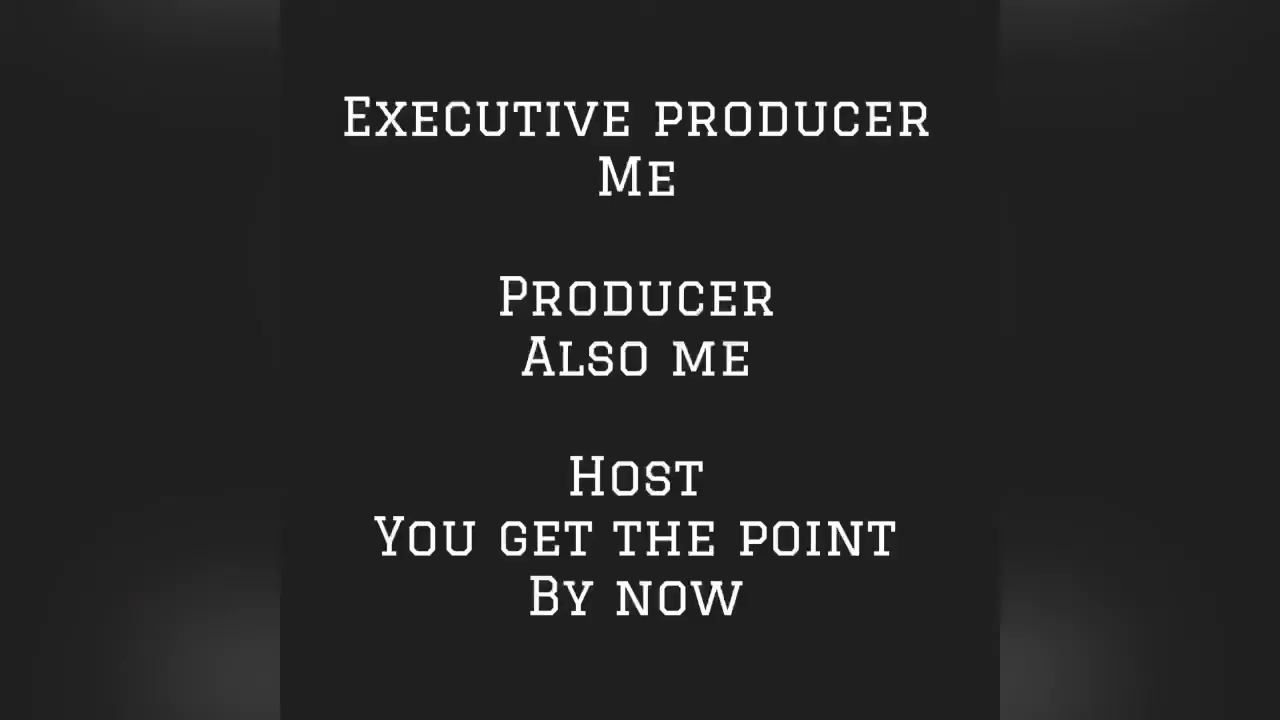 Executive producer
Me
Producer
Also me
Host
You get the point
By now